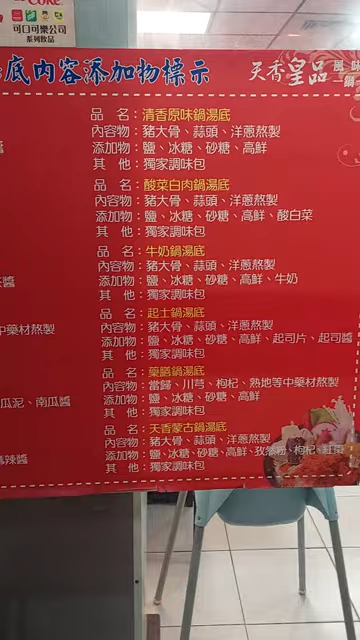 Coke
可口可樂公司
系列飲品
底內容添加物標示
天香皇品風味鍋
品　名：清香原味鍋湯底
內容物：豬大骨、蒜頭、洋蔥熬製
添加物：鹽、冰糖、砂糖、高鮮
其　他：獨家調味包
醬
品　名：酸菜白肉鍋湯底
內容物：豬大骨、蒜頭、洋蔥熬製
添加物：鹽、冰糖、砂糖、高鮮、酸白菜
其　他：獨家調味包
品　名：牛奶鍋湯底
內容物：豬大骨、蒜頭、洋蔥熬製
添加物：鹽、冰糖、砂糖、高鮮、牛奶
其　他：獨家調味包
醬
品　名：起士鍋湯底
內容物：豬大骨、蒜頭、洋蔥熬製
添加物：鹽、冰糖、砂糖、高鮮、起司片、起司醬
其　他：獨家調味包
中藥材熬製
品　名：藥膳鍋湯底
內容物：當歸、川芎、枸杞、熟地等中藥材熬製
添加物：鹽、冰糖、砂糖、高鮮
其　他：獨家調味包
瓜泥、南瓜醬
品　名：天香蒙古鍋湯底
內容物：豬大骨、蒜頭、洋蔥熬製
添加物：鹽、冰糖、砂糖、高鮮、孜然粉、枸杞、紅棗
其　他：獨家調味包
辣醬